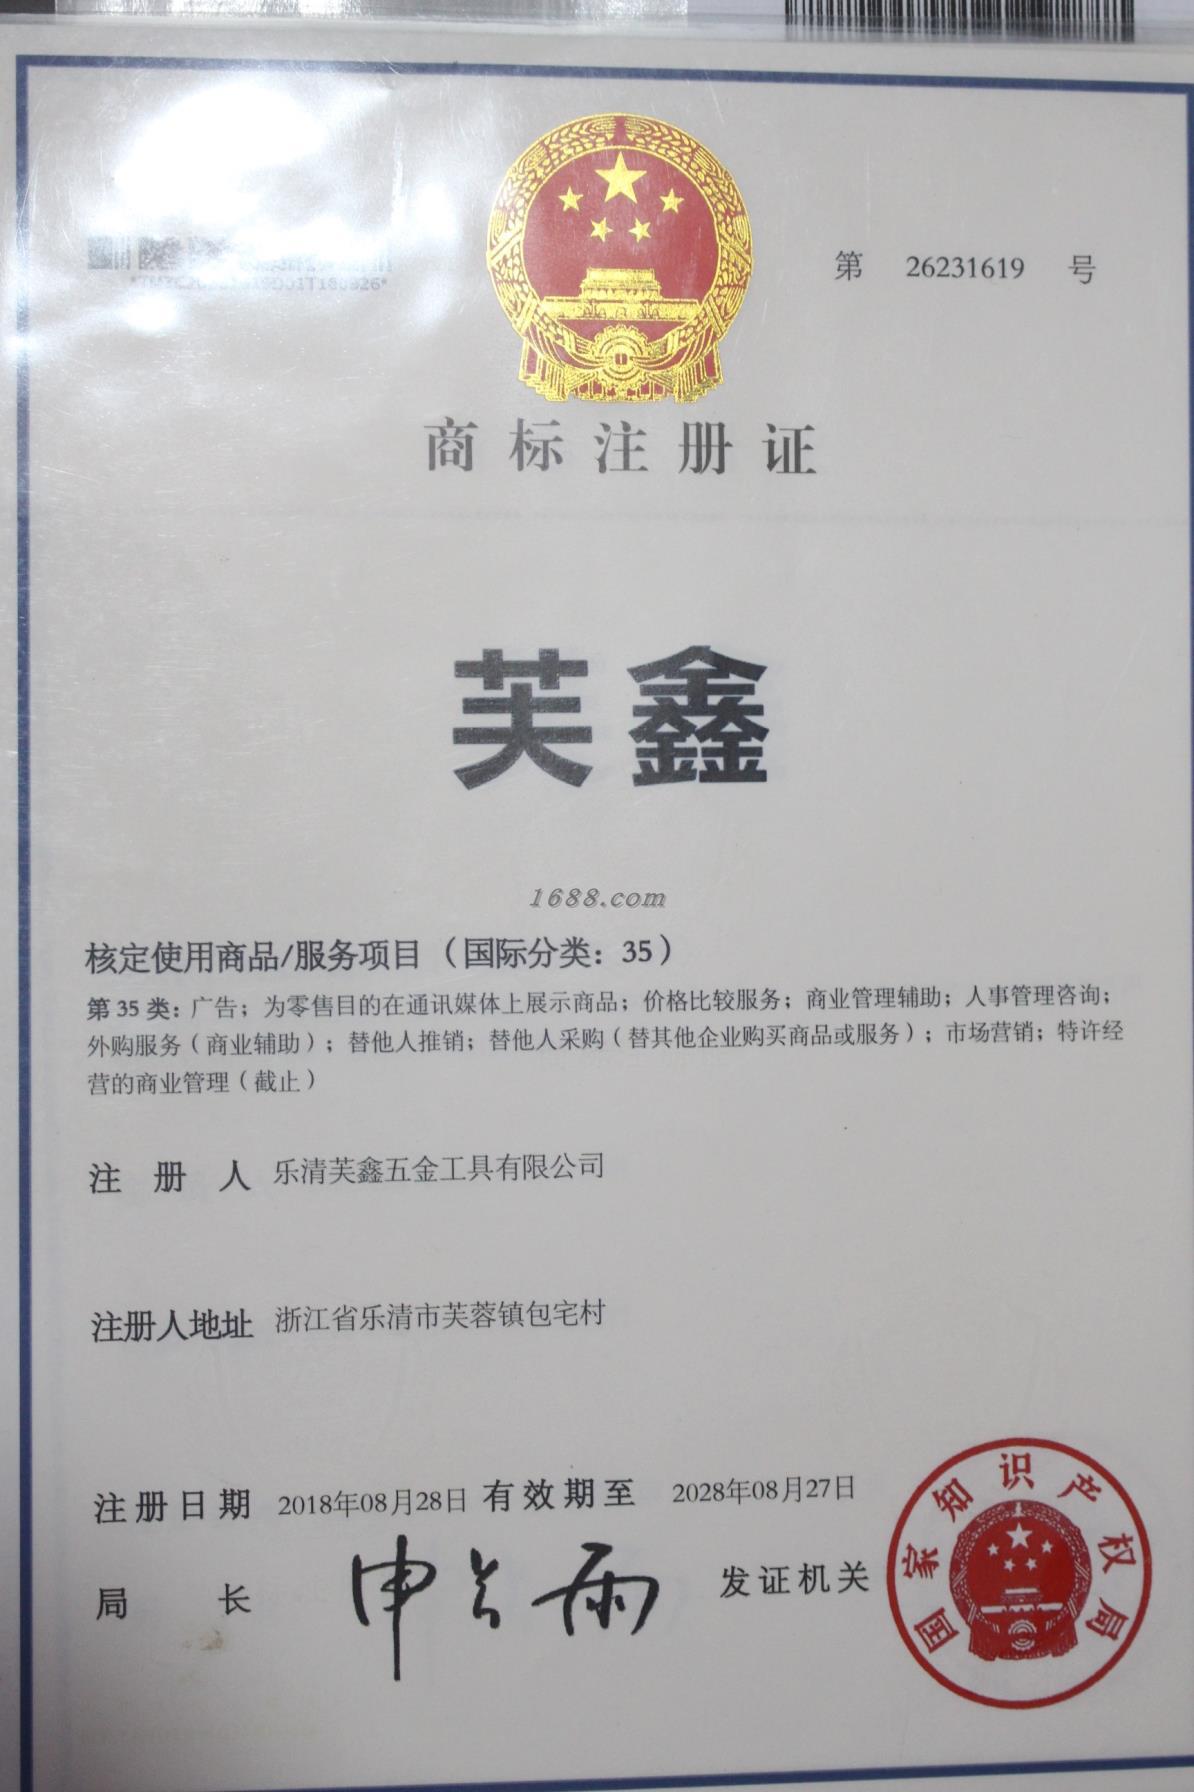 第 26231619 号
商标注册证
芙鑫
1688.com
核定使用商品/服务项目（国际分类：35）
第 35 类：广告；为零售目的在通讯媒体上展示商品；价格比较服务；商业管理辅助；人事管理咨询；
外购服务（商业辅助）；替他人推销；替他人采购（替其他企业购买商品或服务）；市场营销；特许经
营的商业管理（截止）
注 册 人 乐清芙鑫五金工具有限公司
注册人地址 浙江省乐清市芙蓉镇包宅村
注册日期 2018年08月28日 有效期至 2028年08月27日
局 长 申长雨 发证机关
国家知识产权局